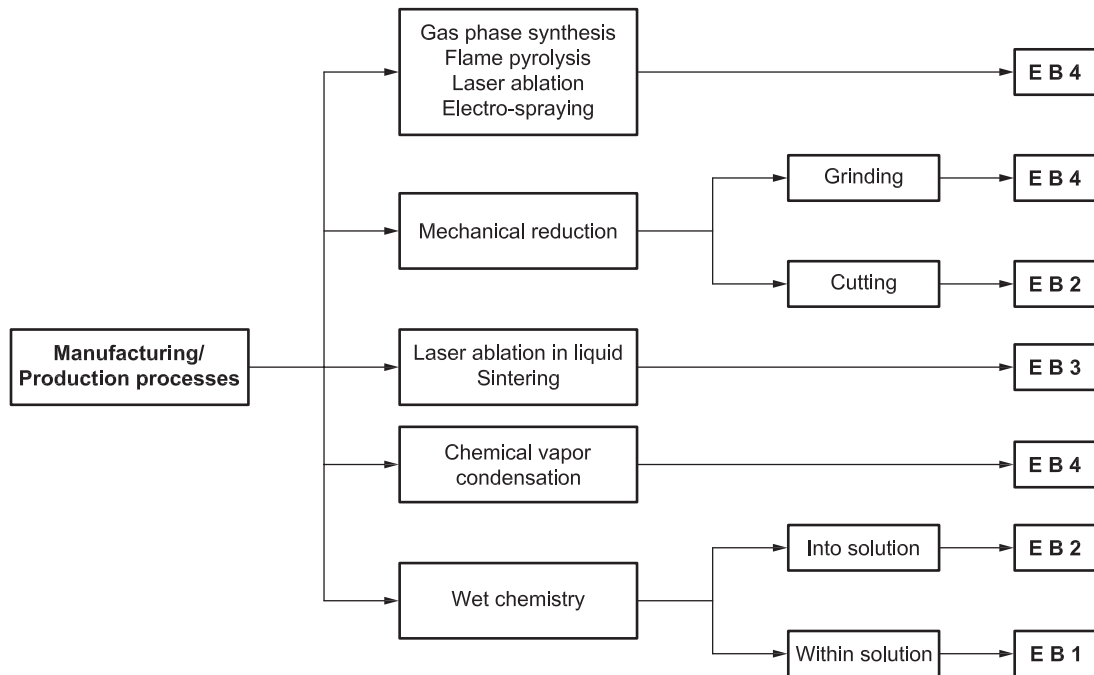 Gas phase synthesis
Flame pyrolysis
Laser ablation
Electro-spraying
E B 4
Mechanical reduction
Grinding
E B 4
Cutting
E B 2
Manufacturing/
Production processes
Laser ablation in liquid
Sintering
E B 3
Chemical vapor
condensation
E B 4
Wet chemistry
Into solution
E B 2
Within solution
E B 1